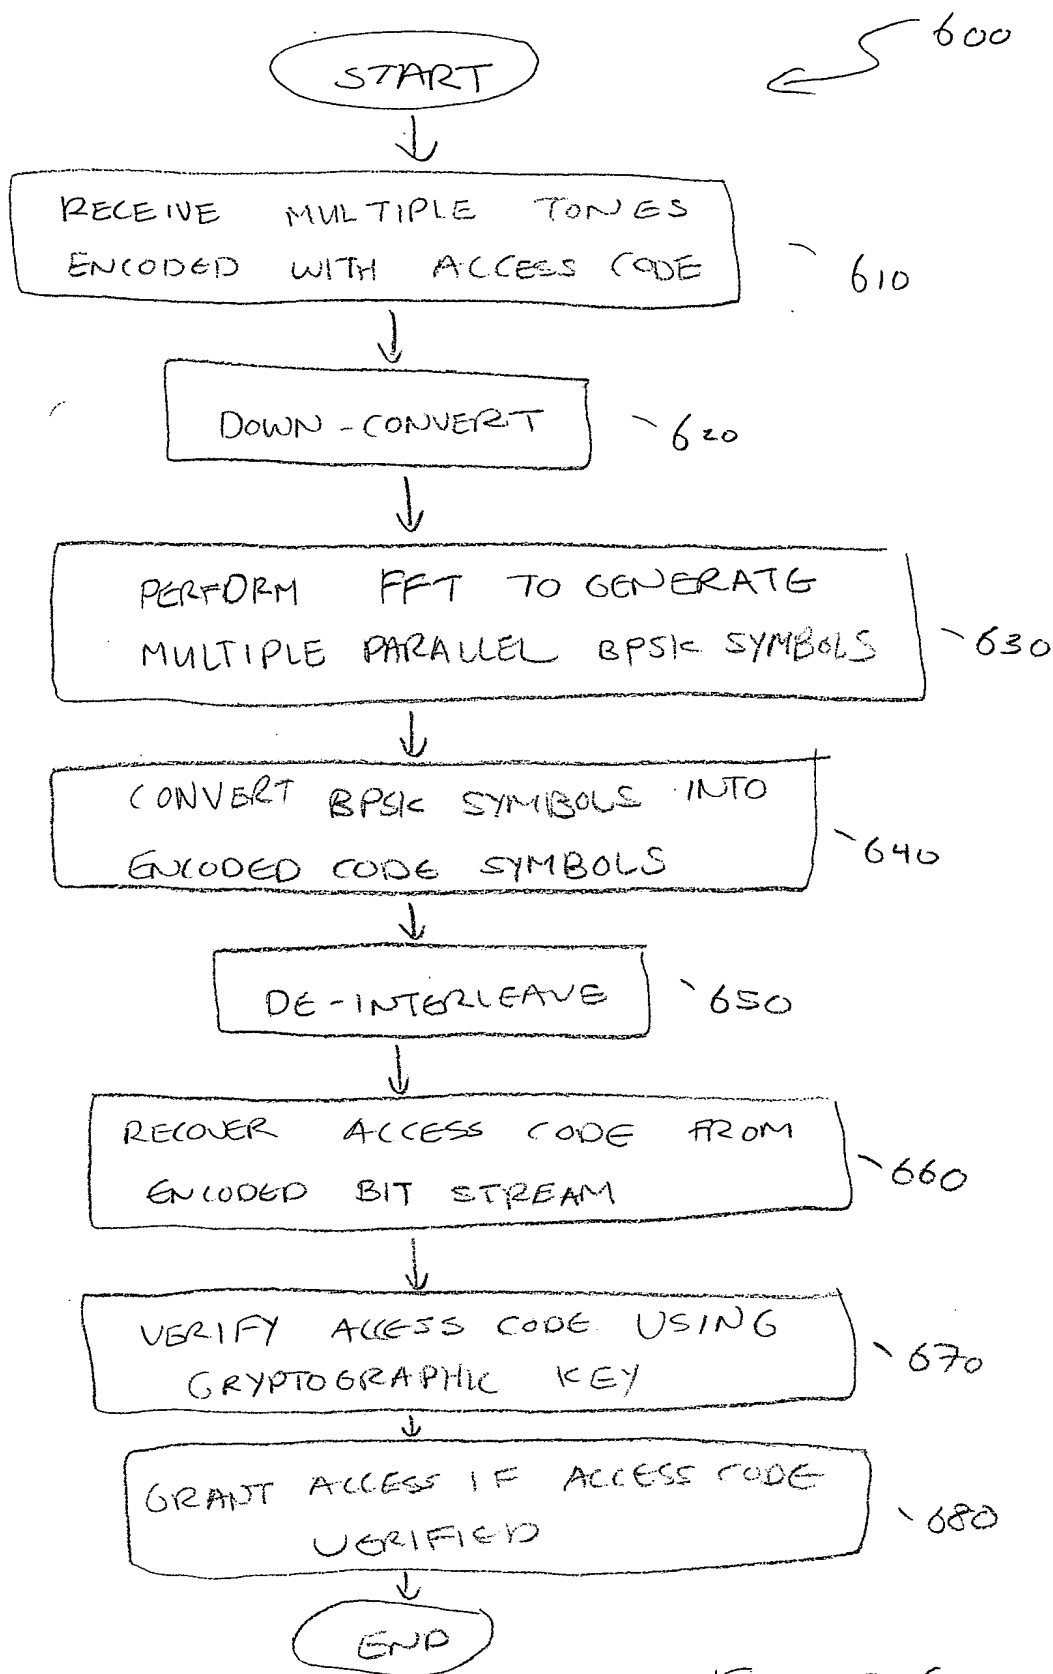 600
START
RECEIVE MULTIPLE TONES
ENCODED WITH ACCESS CODE
610
DOWN-CONVERT
620
PERFORM FFT TO GENERATE
MULTIPLE PARALLEL BPSK SYMBOLS
630
CONVERT BPSK SYMBOLS INTO
ENCODED CODE SYMBOLS
640
DE-INTERLEAVE
650
RECOVER ACCESS CODE FROM
ENCODED BIT STREAM
660
VERIFY ACCESS CODE USING
CRYPTOGRAPHIC KEY
670
GRANT ACCESS IF ACCESS CODE
VERIFIED
680
END